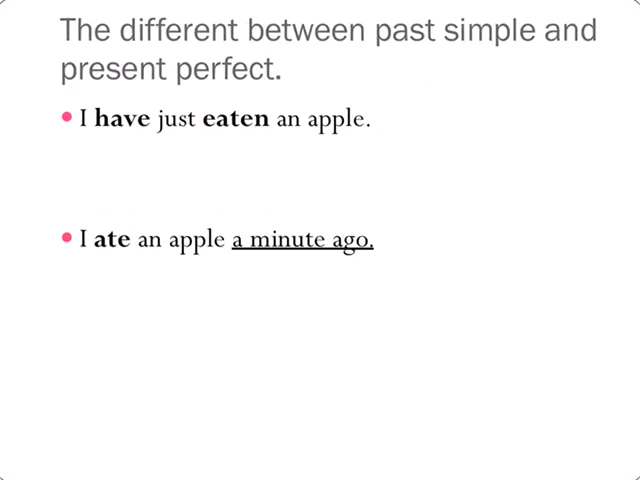 The different between past simple and
present perfect.
• I have just eaten an apple.
• I ate an apple a minute ago.